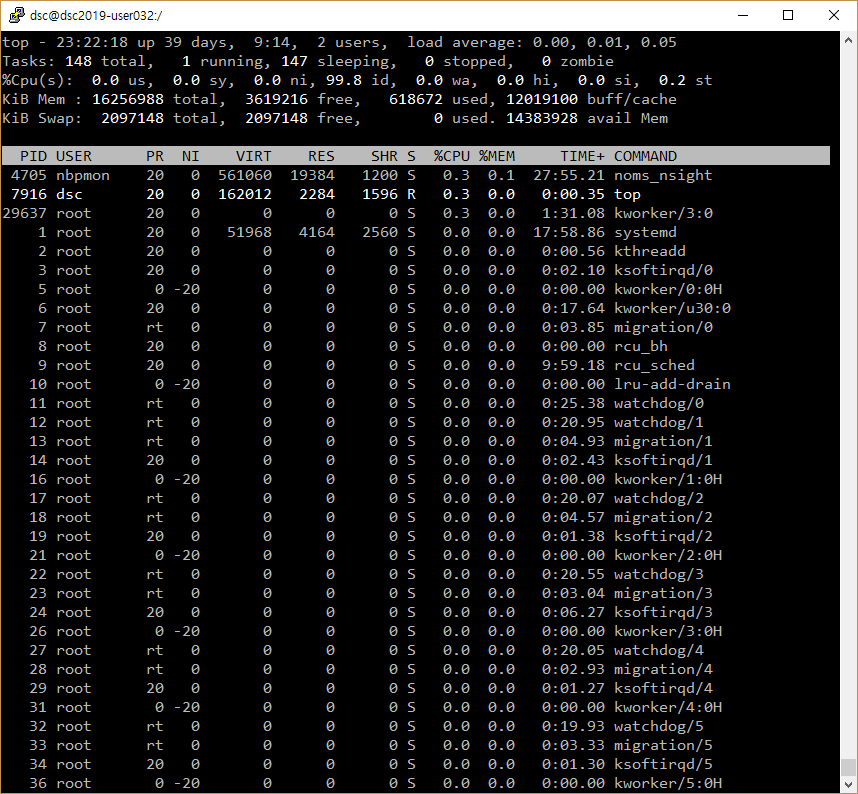 dsc@dsc2019-user032:/
top - 23:22:18 up 39 days,  9:14,  2 users,  load average: 0.00, 0.01, 0.05
Tasks: 148 total,   1 running, 147 sleeping,   0 stopped,   0 zombie
%Cpu(s):  0.0 us,  0.0 sy,  0.0 ni, 99.8 id,  0.0 wa,  0.0 hi,  0.0 si,  0.2 st
KiB Mem : 16256988 total,  3619216 free,   618672 used, 12019100 buff/cache
KiB Swap:  2097148 total,  2097148 free,        0 used. 14383928 avail Mem
  PID USER      PR  NI    VIRT    RES    SHR S  %CPU %MEM     TIME+ COMMAND
 4705 nbpmon    20   0  561060  19384   1200 S   0.3  0.1  27:55.21 noms_nsight
 7916 dsc       20   0  162012   2284   1596 R   0.3  0.0   0:00.35 top
29637 root      20   0       0      0      0 S   0.3  0.0   1:31.08 kworker/3:0
    1 root      20   0   51968   4164   2560 S   0.0  0.0  17:58.86 systemd
    2 root      20   0       0      0      0 S   0.0  0.0   0:00.56 kthreadd
    3 root      20   0       0      0      0 S   0.0  0.0   0:02.10 ksoftirqd/0
    5 root       0 -20       0      0      0 S   0.0  0.0   0:00.00 kworker/0:0H
    6 root      20   0       0      0      0 S   0.0  0.0   0:17.64 kworker/u30:0
    7 root      rt   0       0      0      0 S   0.0  0.0   0:03.85 migration/0
    8 root      20   0       0      0      0 S   0.0  0.0   0:00.00 rcu_bh
    9 root      20   0       0      0      0 S   0.0  0.0   9:59.18 rcu_sched
   10 root       0 -20       0      0      0 S   0.0  0.0   0:00.00 lru-add-drain
   11 root      rt   0       0      0      0 S   0.0  0.0   0:25.38 watchdog/0
   12 root      rt   0       0      0      0 S   0.0  0.0   0:20.95 watchdog/1
   13 root      rt   0       0      0      0 S   0.0  0.0   0:04.93 migration/1
   14 root      20   0       0      0      0 S   0.0  0.0   0:02.43 ksoftirqd/1
   16 root       0 -20       0      0      0 S   0.0  0.0   0:00.00 kworker/1:0H
   17 root      rt   0       0      0      0 S   0.0  0.0   0:20.07 watchdog/2
   18 root      rt   0       0      0      0 S   0.0  0.0   0:04.57 migration/2
   19 root      20   0       0      0      0 S   0.0  0.0   0:01.38 ksoftirqd/2
   21 root       0 -20       0      0      0 S   0.0  0.0   0:00.00 kworker/2:0H
   22 root      rt   0       0      0      0 S   0.0  0.0   0:20.55 watchdog/3
   23 root      rt   0       0      0      0 S   0.0  0.0   0:03.04 migration/3
   24 root      20   0       0      0      0 S   0.0  0.0   0:06.27 ksoftirqd/3
   26 root       0 -20       0      0      0 S   0.0  0.0   0:00.00 kworker/3:0H
   27 root      rt   0       0      0      0 S   0.0  0.0   0:20.05 watchdog/4
   28 root      rt   0       0      0      0 S   0.0  0.0   0:02.93 migration/4
   29 root      20   0       0      0      0 S   0.0  0.0   0:01.27 ksoftirqd/4
   31 root       0 -20       0      0      0 S   0.0  0.0   0:00.00 kworker/4:0H
   32 root      rt   0       0      0      0 S   0.0  0.0   0:19.93 watchdog/5
   33 root      rt   0       0      0      0 S   0.0  0.0   0:03.33 migration/5
   34 root      20   0       0      0      0 S   0.0  0.0   0:01.30 ksoftirqd/5
   36 root       0 -20       0      0      0 S   0.0  0.0   0:00.00 kworker/5:0H